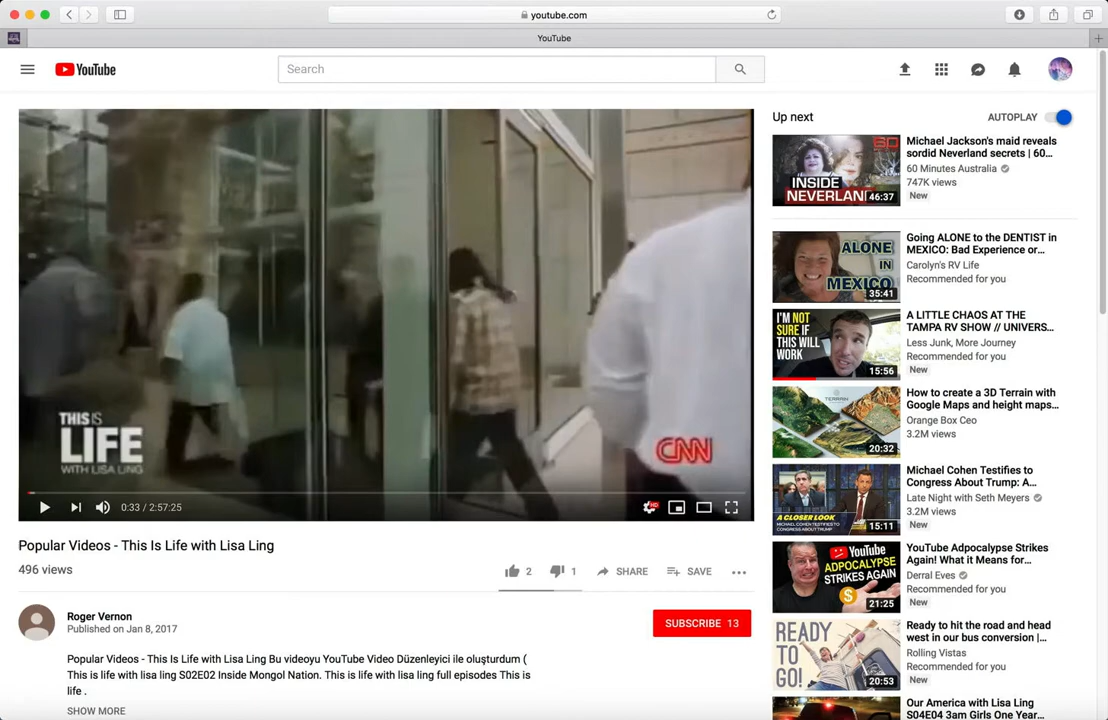 youtube.com
YouTube
YouTube
Search
THIS IS
LIFE
WITH LISA LING
CNN
0:33 / 2:57:25
HD
Popular Videos - This Is Life with Lisa Ling
496 views
2
1
SHARE
SAVE
Roger Vernon
Published on Jan 8, 2017
SUBSCRIBE 13
Popular Videos - This Is Life with Lisa Ling Bu videoyu YouTube Video Düzenleyici ile oluşturdum (
This is life with lisa ling S02E02 Inside Mongol Nation. This is life with lisa ling full episodes This is
life .
SHOW MORE
Up next
AUTOPLAY
60
INSIDE
NEVERLAN
46:37
Michael Jackson's maid reveals
sordid Neverland secrets | 60...
60 Minutes Australia
747K views
New
ALONE
IN
MEXICO
35:41
Going ALONE to the DENTIST in
MEXICO: Bad Experience or...
Carolyn's RV Life
Recommended for you
I'M NOT
SURE IF
THIS WILL
WORK
15:56
A LITTLE CHAOS AT THE
TAMPA RV SHOW // UNIVERS...
Less Junk, More Journey
Recommended for you
New
TERRAIN
20:32
How to create a 3D Terrain with
Google Maps and height maps...
Orange Box Ceo
3.2M views
A CLOSER LOOK
MICHAEL COHEN TESTIFIES TO
CONGRESS ABOUT TRUMP
15:11
Michael Cohen Testifies to
Congress About Trump: A...
Late Night with Seth Meyers
3.2M views
New
YouTube
ADPOCALYPSE
STRIKES AGAIN
21:25
YouTube Adpocalypse Strikes
Again! What it Means for...
Derral Eves
Recommended for you
New
READY
TO
GO!
20:53
Ready to hit the road and head
west in our bus conversion |...
Rolling Vistas
Recommended for you
New
Our America with Lisa Ling
S04E04 3am Girls One Year...